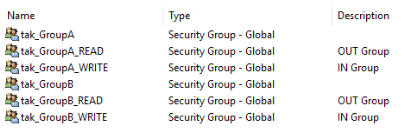 Name Type Description
tak_GroupA Security Group - Global
tak_GroupA_READ Security Group - Global OUT Group
tak_GroupA_WRITE Security Group - Global IN Group
tak_GroupB Security Group - Global
tak_GroupB_READ Security Group - Global OUT Group
tak_GroupB_WRITE Security Group - Global IN Group